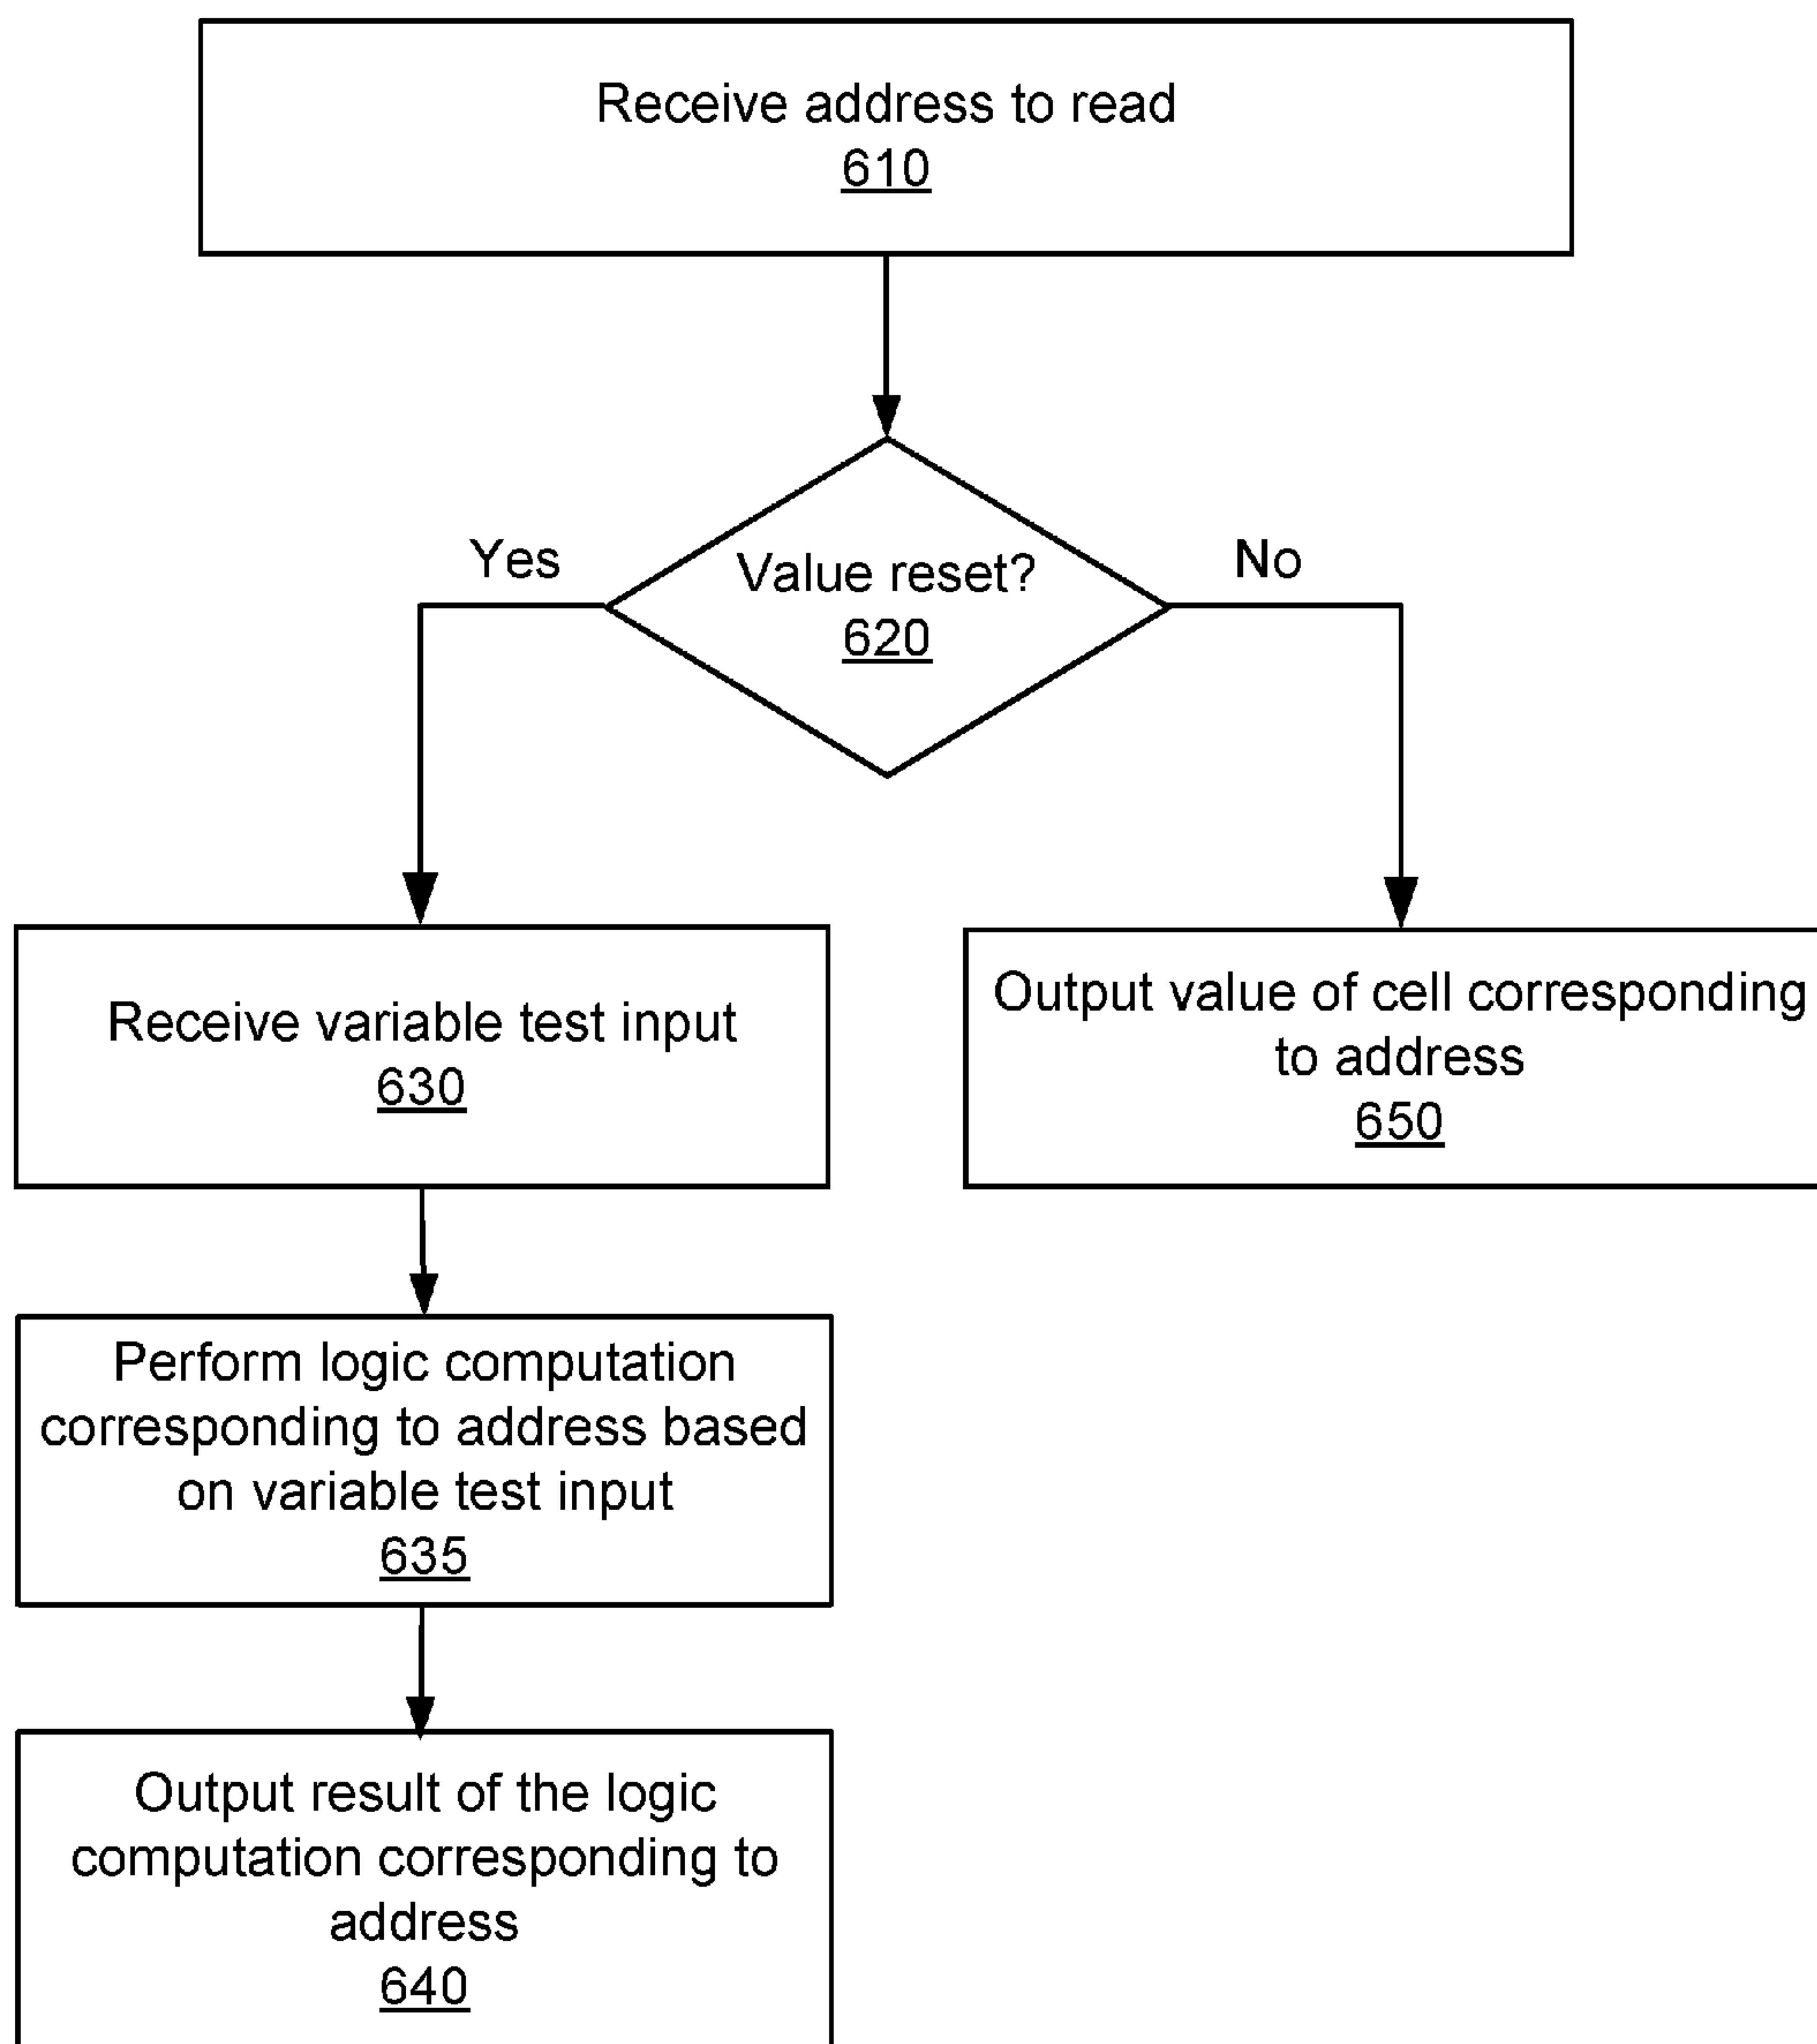 Receive address to read
610
Value reset?
620
Yes
No
Receive variable test input
630
Output value of cell corresponding
to address
650
Perform logic computation
corresponding to address based
on variable test input
635
Output result of the logic
computation corresponding to
address
640